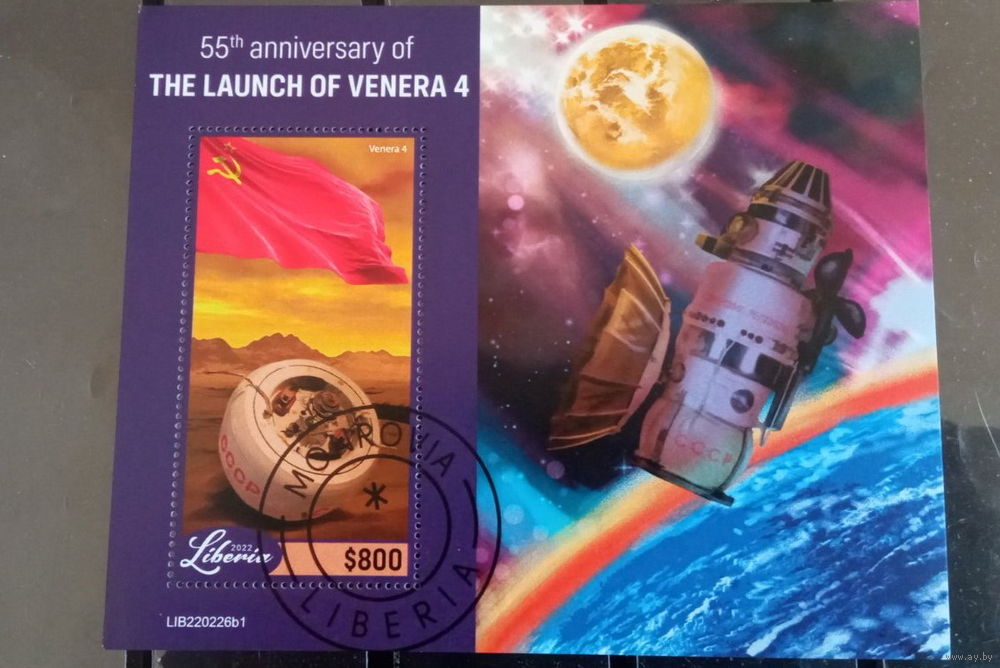 55th anniversary of
THE LAUNCH OF VENERA 4
Venera 4
СССР
СССР
MONROVIA
LIBERIA
Liberia
2022
$800
LIB220226b1
www.ay.by